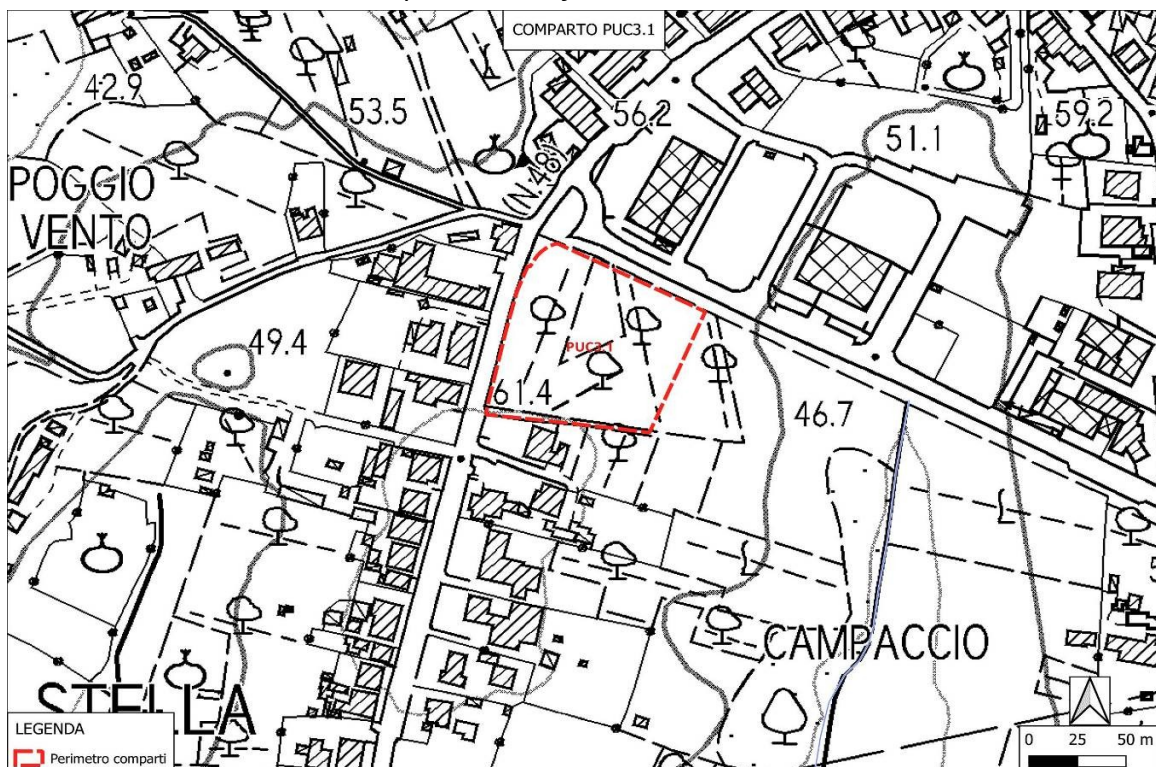 COMPARTO PUC3.1
42.9
53.5
56.2
51.1
59.2
(N.48)
POGGIO
VENTO
PUC3.1
49.4
61.4
46.7
CAMPACCIO
STELLA
LEGENDA
Perimetro comparti
0 25 50 m